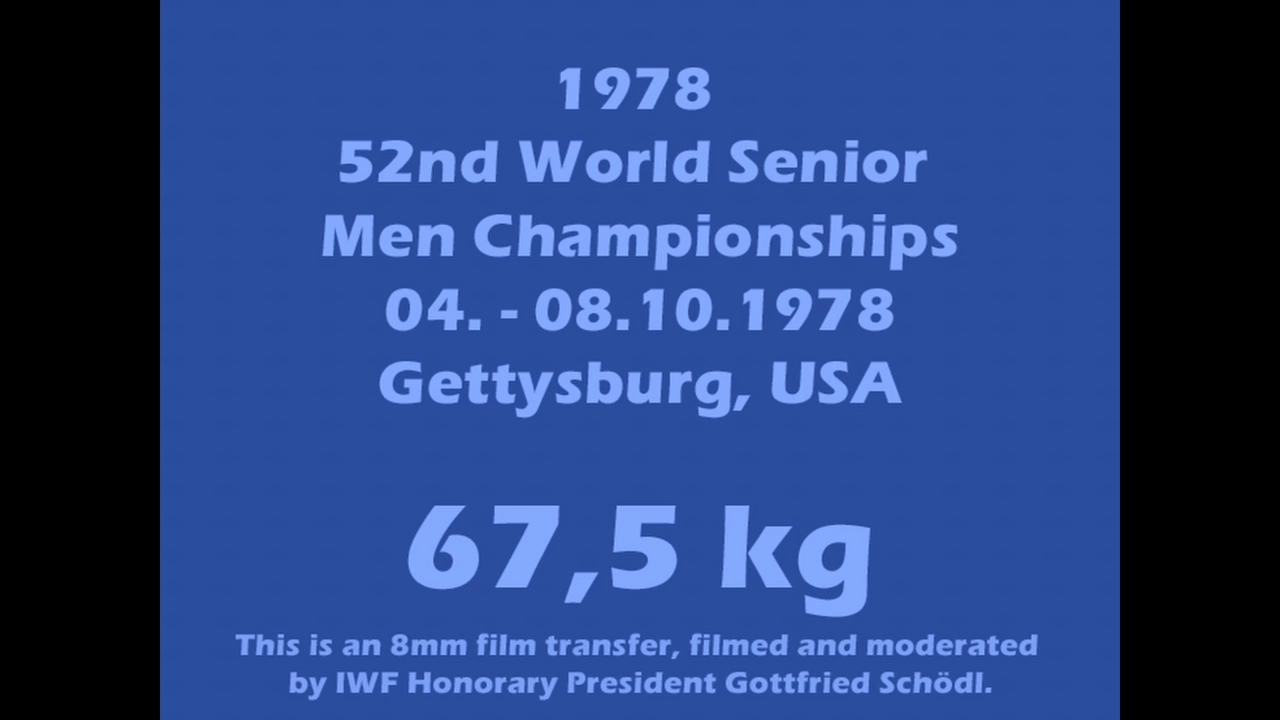 1978
52nd World Senior
Men Championships
04. - 08.10.1978
Gettysburg, USA
67,5 kg
This is an 8mm film transfer, filmed and moderated
by IWF Honorary President Gottfried Schödl.